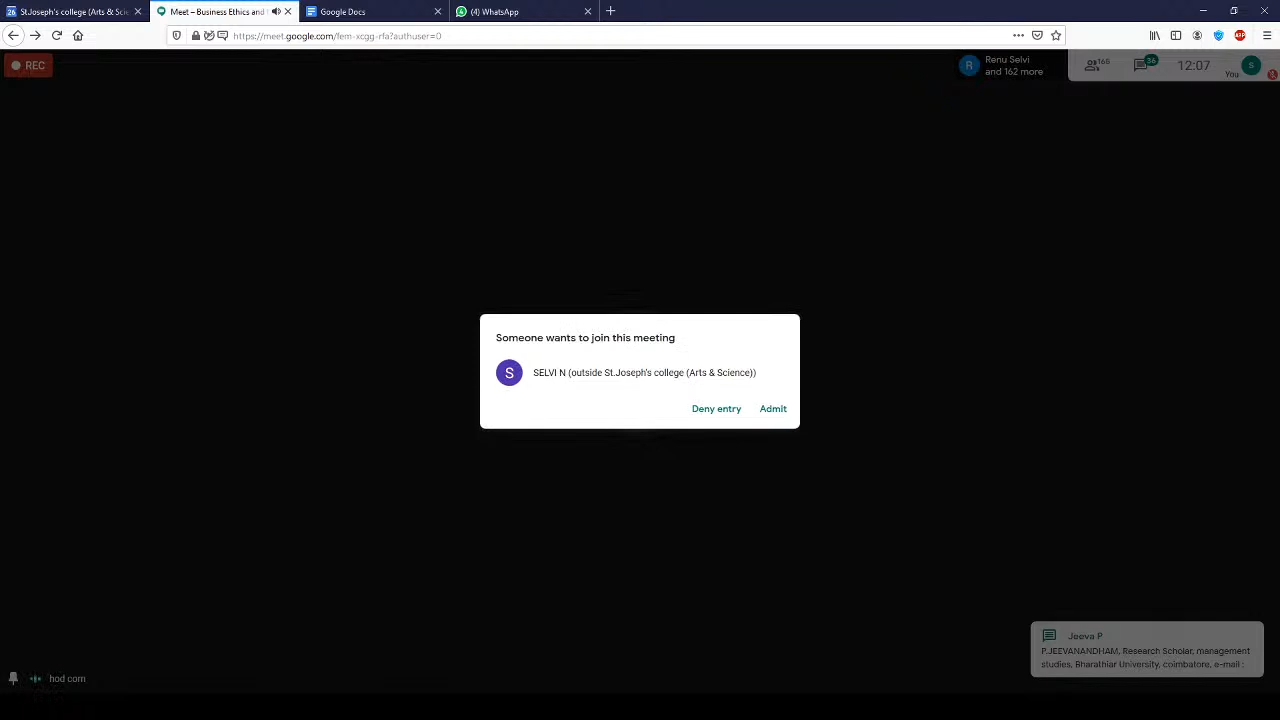 St.Joseph's college (Arts & Scie
Meet – Business Ethics and
Google Docs
(4) WhatsApp
https://meet.google.com/fem-xcgg-rfa?authuser=0
REC
R
Renu Selvi
and 162 more
165
36
12:07
You
S
Someone wants to join this meeting
S
SELVI N (outside St.Joseph's college (Arts & Science))
Deny entry
Admit
Jeeva P
P.JEEVANANDHAM, Research Scholar, management
studies, Bharathiar University, coimbatore, e-mail :
hod com